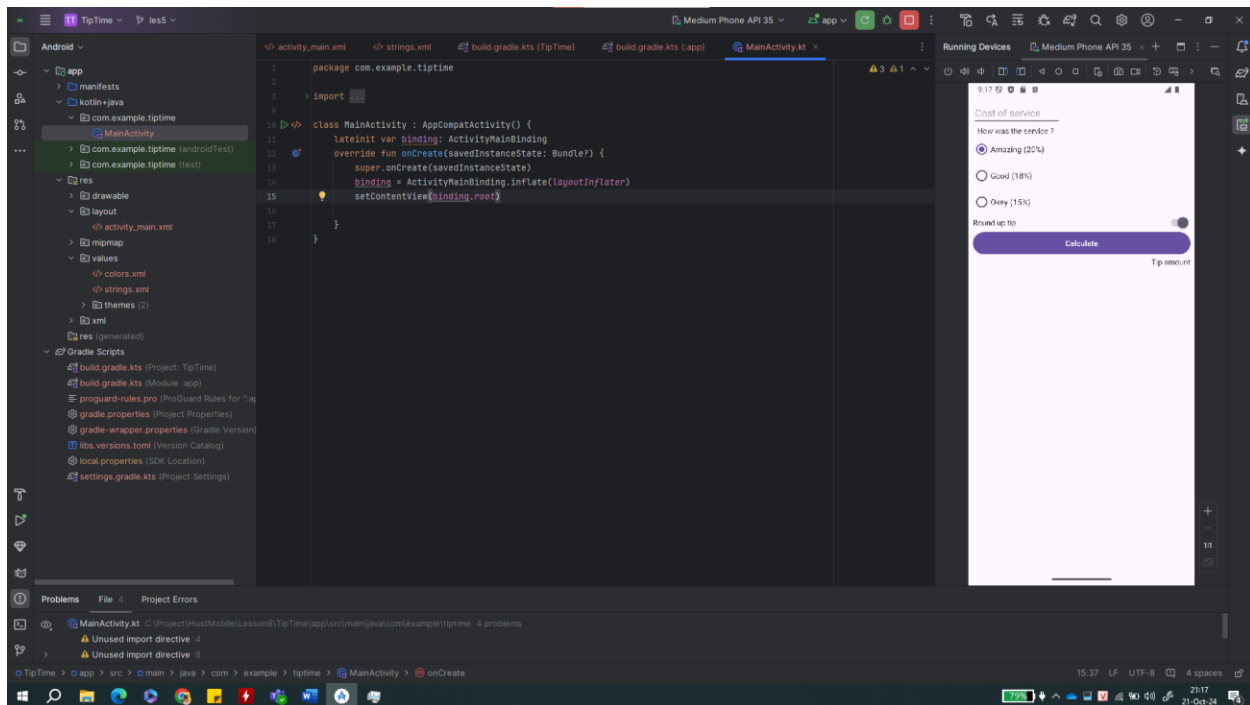 TipTime
les5
Medium Phone API 35
app
Android
app
manifests
kotlin+java
com.example.tiptime
MainActivity
com.example.tiptime (androidTest)
com.example.tiptime (test)
res
drawable
layout
activity_main.xml
mipmap
values
colors.xml
strings.xml
themes (2)
xml
res (generated)
Gradle Scripts
build.gradle.kts (Project: TipTime)
build.gradle.kts (Module :app)
proguard-rules.pro (ProGuard Rules for ":ap
gradle.properties (Project Properties)
gradle-wrapper.properties (Gradle Version)
libs.versions.toml (Version Catalog)
local.properties (SDK Location)
settings.gradle.kts (Project Settings)
activity_main.xml
strings.xml
build.gradle.kts (TipTime)
build.gradle.kts (:app)
MainActivity.kt
3 1
1 package com.example.tiptime
2
3 import ...
9
10 class MainActivity : AppCompatActivity() {
11 lateinit var binding: ActivityMainBinding
12 override fun onCreate(savedInstanceState: Bundle?) {
13 super.onCreate(savedInstanceState)
14 binding = ActivityMainBinding.inflate(layoutInflater)
15 setContentView(binding.root)
16
17 }
18 }
Running Devices
Medium Phone API 35
9:17
Cost of service
How was the service ?
Amazing (20%)
Good (18%)
Okay (15%)
Round up tip
Calculate
Tip amount
1:1
Problems
File 4
Project Errors
MainActivity.kt C:\Project\HustMobile\Lesson8\TipTime\app\src\main\java\com\example\tiptime 4 problems
Unused import directive :4
Unused import directive :6
TipTime > app > src > main > java > com > example > tiptime > MainActivity > onCreate
15:37 LF UTF-8 4 spaces
79%
21:17
21-Oct-24